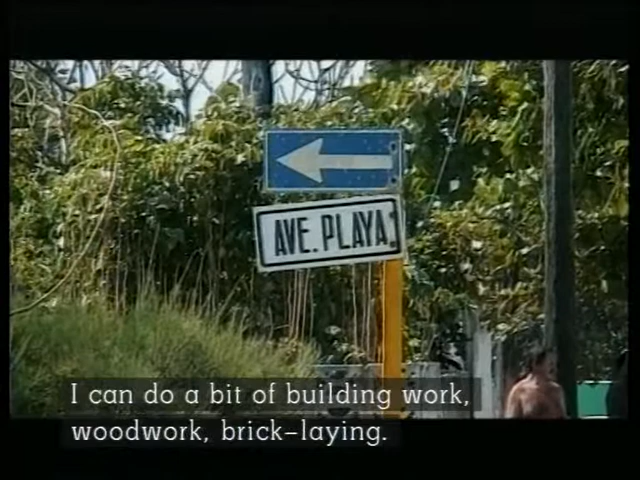 AVE. PLAYA.
I can do a bit of building work,
woodwork, brick-laying.